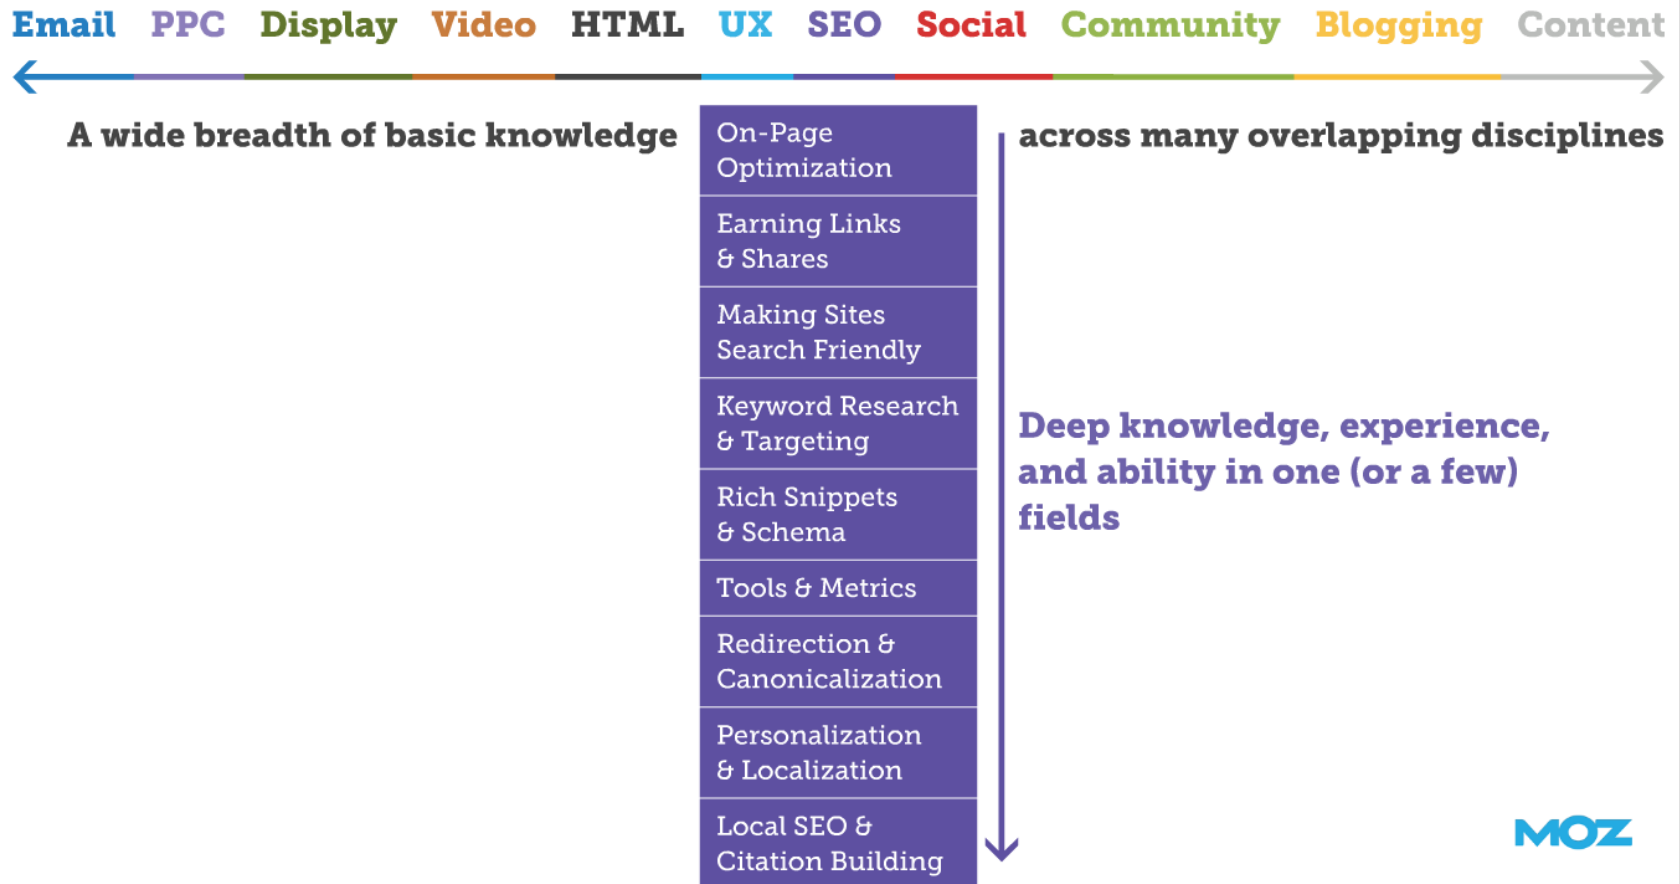 Email PPC Display Video HTML UX SEO Social Community Blogging Content
A wide breadth of basic knowledge
across many overlapping disciplines
On-Page
Optimization
Earning Links
& Shares
Making Sites
Search Friendly
Keyword Research
& Targeting
Rich Snippets
& Schema
Tools & Metrics
Redirection &
Canonicalization
Personalization
& Localization
Local SEO &
Citation Building
Deep knowledge, experience,
and ability in one (or a few)
fields
MOZ